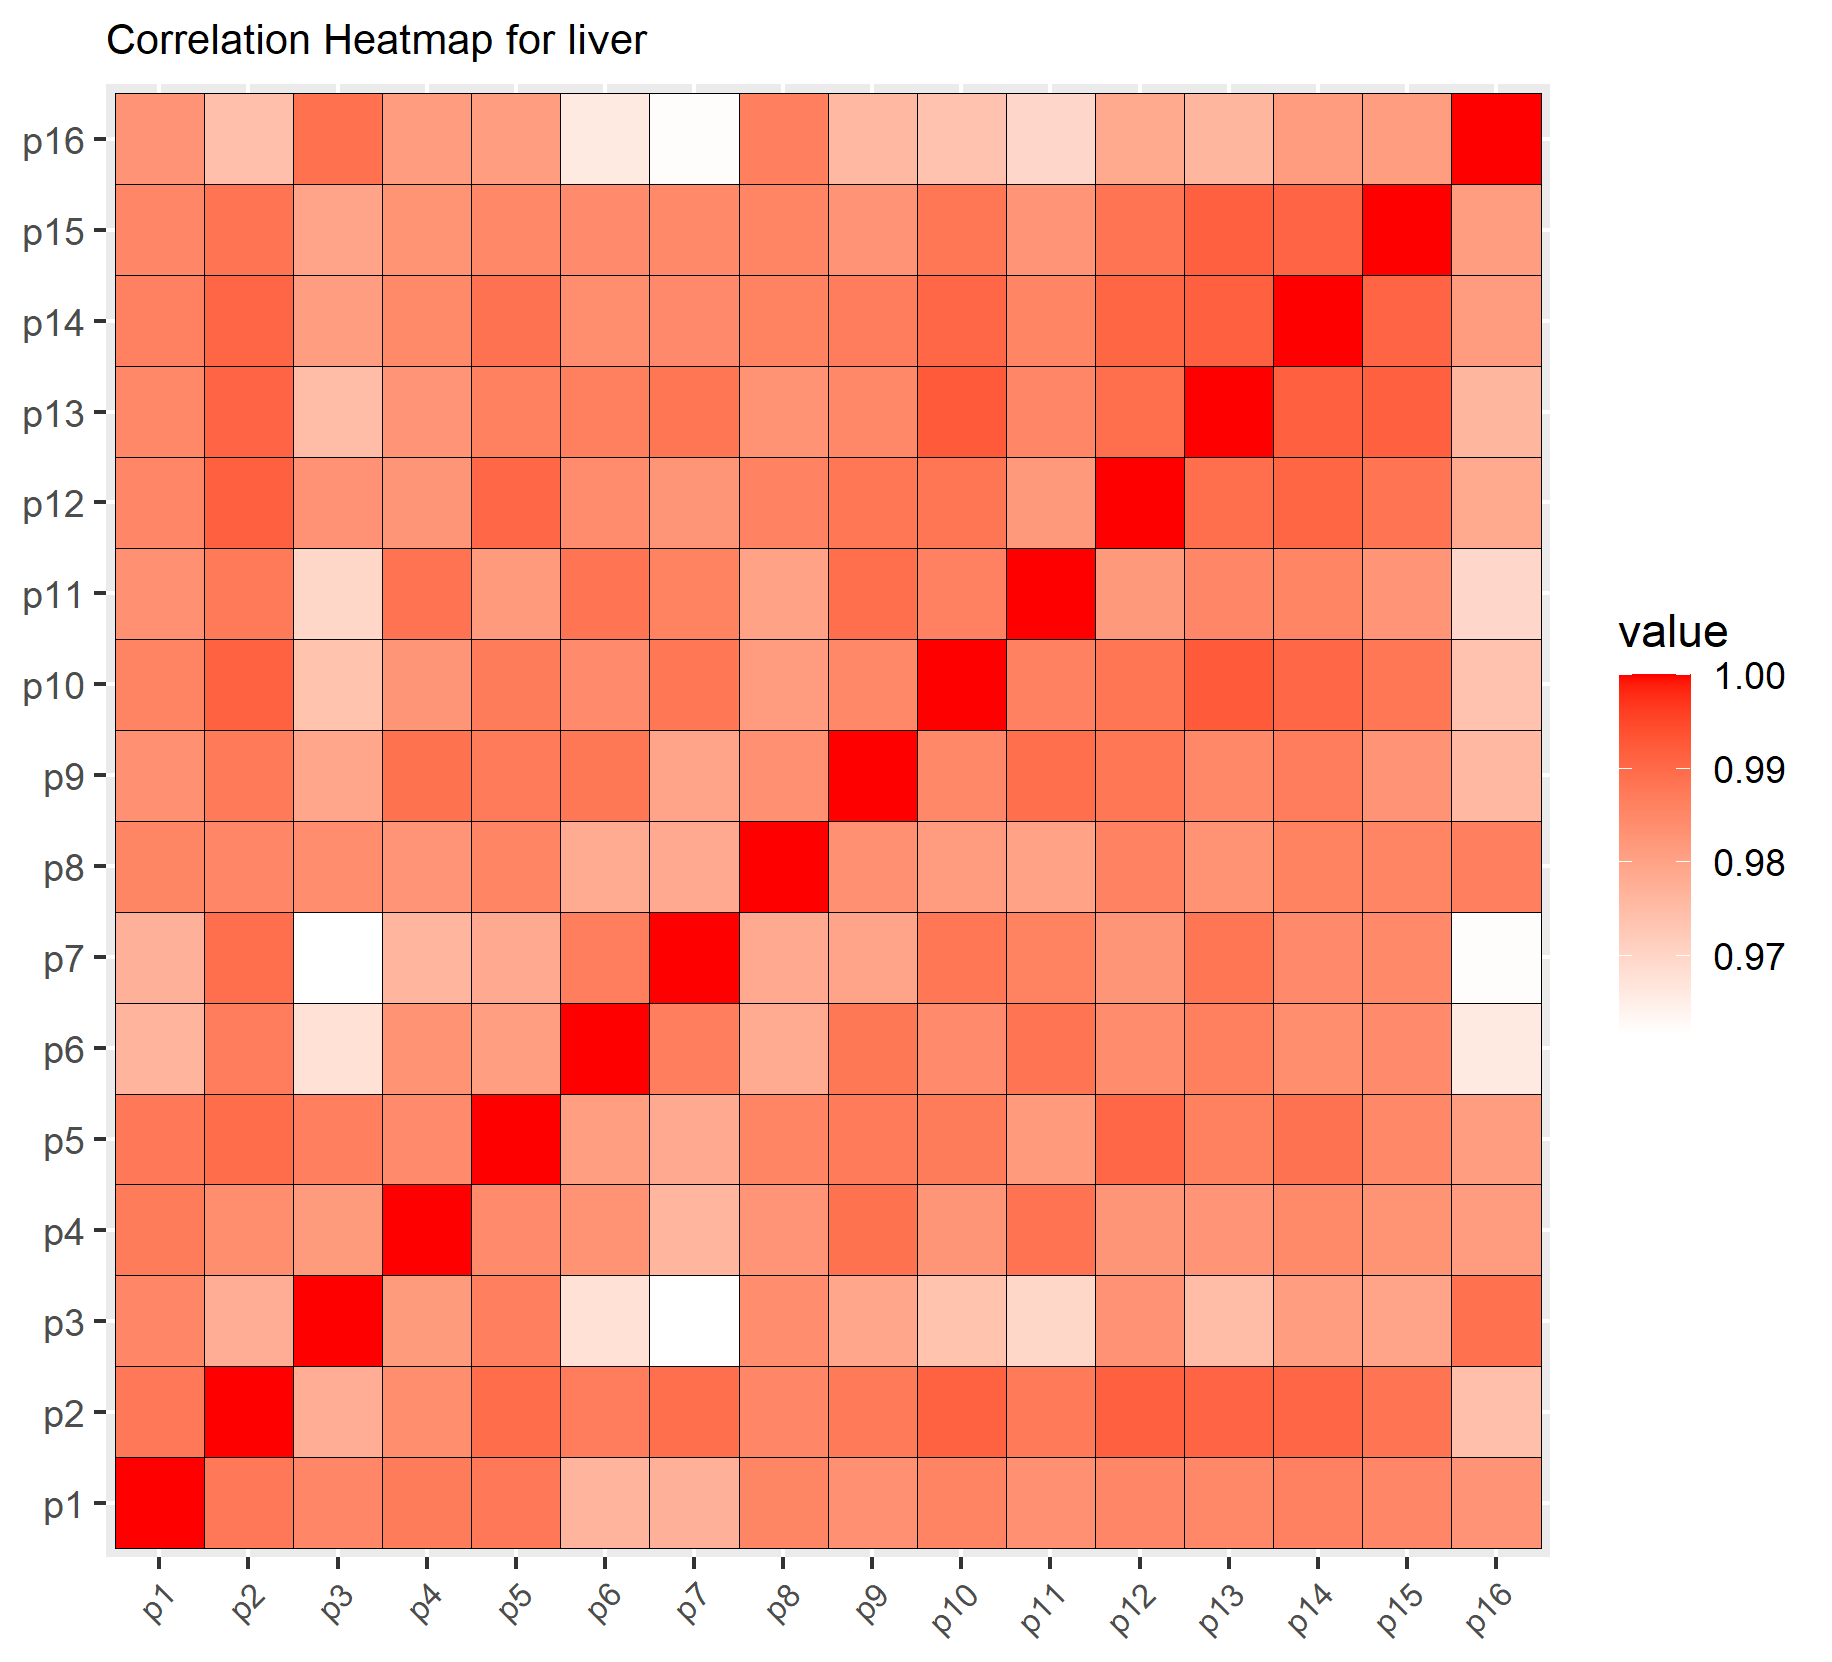 Correlation Heatmap for liver
p16
p15
p14
p13
p12
p11
p10
p9
p8
p7
p6
p5
p4
p3
p2
p1
p1 p2 p3 p4 p5 p6 p7 p8 p9 p10 p11 p12 p13 p14 p15 p16
value
1.00
0.99
0.98
0.97